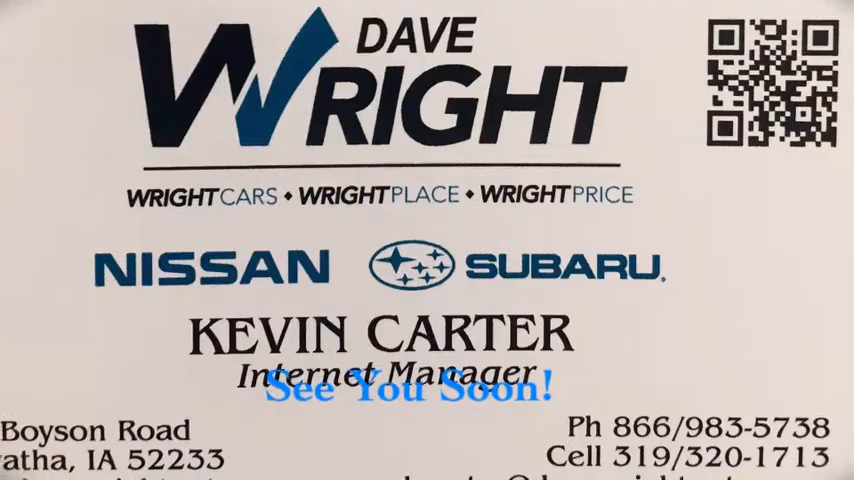 DAVE
WRIGHT
WRIGHTCARS • WRIGHTPLACE • WRIGHTPRICE
NISSAN SUBARU
KEVIN CARTER
Internet Manager
See You Soon!
Boyson Road
Ph 866/983-5738
atha, IA 52233
Cell 319/320-1713